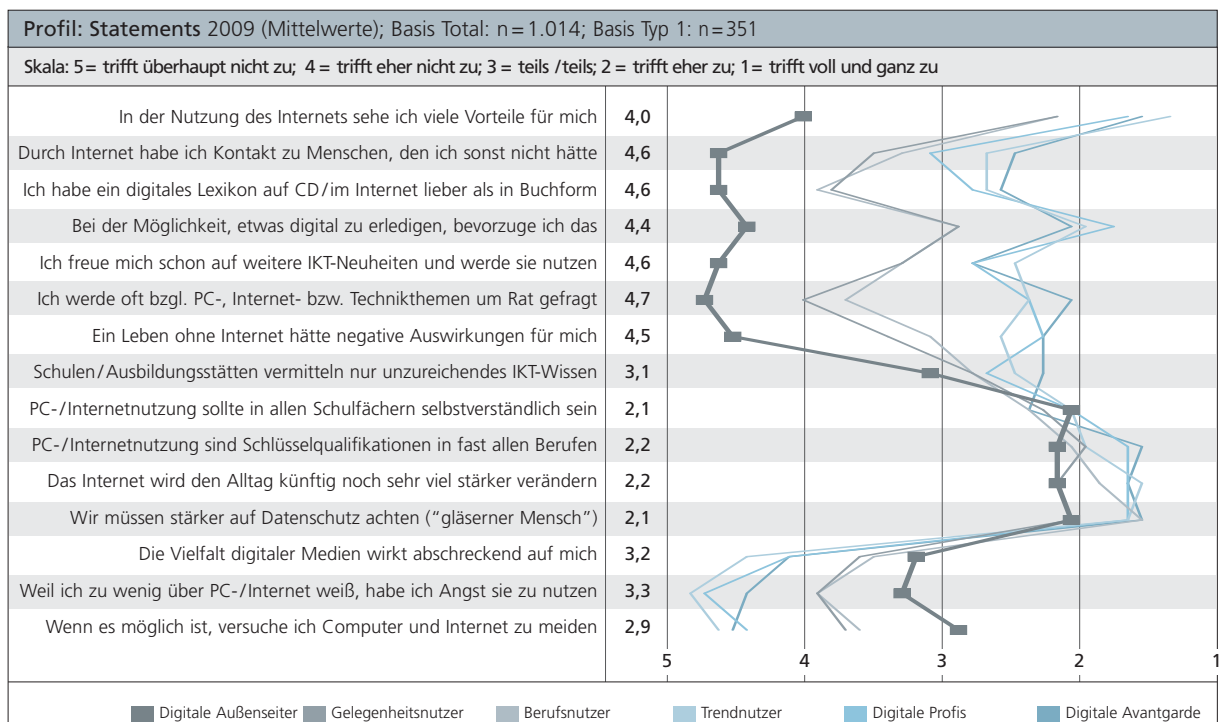 Profil: Statements 2009 (Mittelwerte); Basis Total: n=1.014; Basis Typ 1: n=351
Skala: 5= trifft überhaupt nicht zu; 4= trifft eher nicht zu; 3= teils /teils; 2= trifft eher zu; 1= trifft voll und ganz zu
In der Nutzung des Internets sehe ich viele Vorteile für mich 4,0
Durch Internet habe ich Kontakt zu Menschen, den ich sonst nicht hätte 4,6
Ich habe ein digitales Lexikon auf CD/im Internet lieber als in Buchform 4,6
Bei der Möglichkeit, etwas digital zu erledigen, bevorzuge ich das 4,4
Ich freue mich schon auf weitere IKT-Neuheiten und werde sie nutzen 4,6
Ich werde oft bzgl. PC-, Internet- bzw. Technikthemen um Rat gefragt 4,7
Ein Leben ohne Internet hätte negative Auswirkungen für mich 4,5
Schulen/Ausbildungsstätten vermitteln nur unzureichendes IKT-Wissen 3,1
PC-/Internetnutzung sollte in allen Schulfächern selbstverständlich sein 2,1
PC-/Internetnutzung sind Schlüsselqualifikationen in fast allen Berufen 2,2
Das Internet wird den Alltag künftig noch sehr viel stärker verändern 2,2
Wir müssen stärker auf Datenschutz achten ("gläserner Mensch") 2,1
Die Vielfalt digitaler Medien wirkt abschreckend auf mich 3,2
Weil ich zu wenig über PC-/Internet weiß, habe ich Angst sie zu nutzen 3,3
Wenn es möglich ist, versuche ich Computer und Internet zu meiden 2,9
5 4 3 2 1
Digitale Außenseiter Gelegenheitsnutzer Berufsnutzer Trendnutzer Digitale Profis Digitale Avantgarde